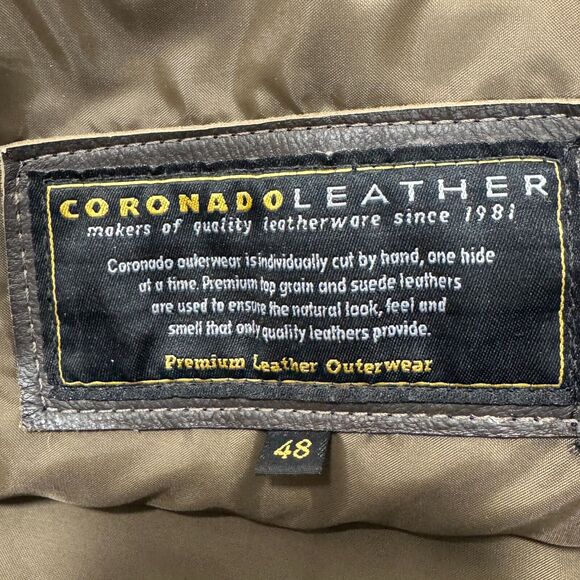 CORONADOLEATHER
makers of quality leatherware since 1981
Coronado outerwear is individually cut by hand, one hide
at a time. Premium top grain and suede leathers
are used to ensure the natural look, feel and
smell that only quality leathers provide.
Premium Leather Outerwear
48